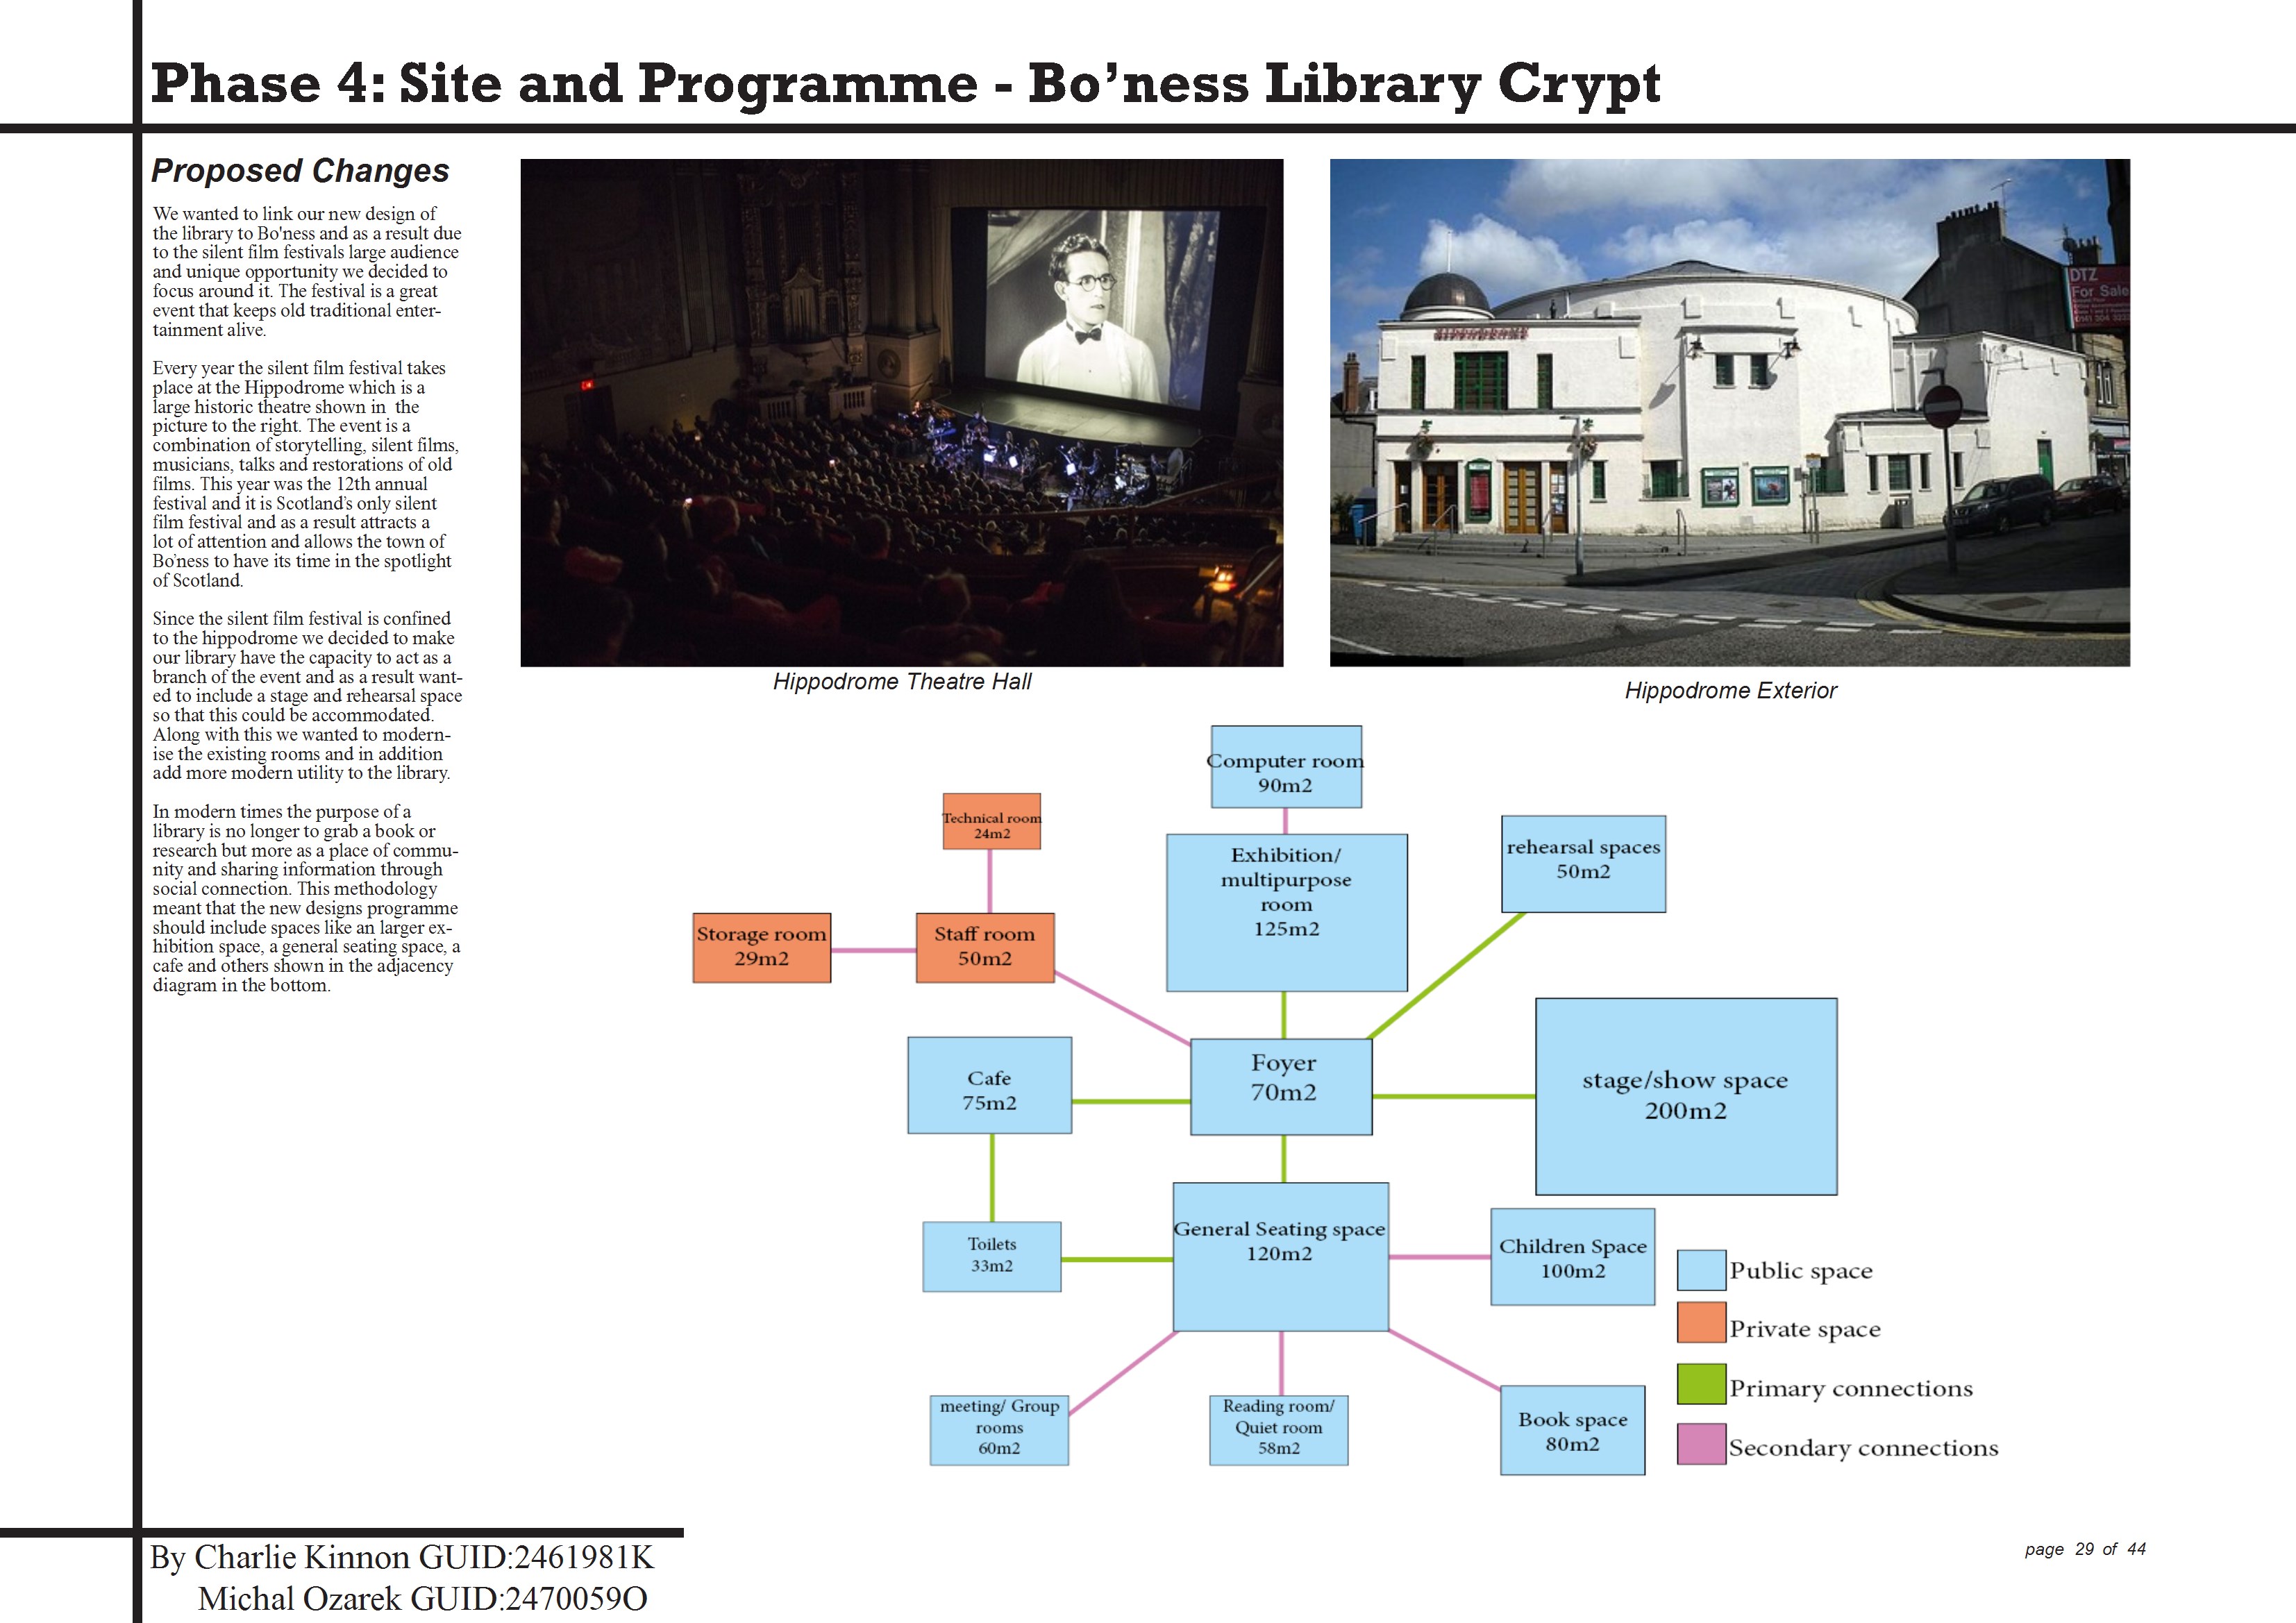 Phase 4: Site and Programme - Bo’ness Library Crypt
Proposed Changes
We wanted to link our new design of
the library to Bo'ness and as a result due
to the silent film festivals large audience
and unique opportunity we decided to
focus around it. The festival is a great
event that keeps old traditional enter-
tainment alive.
Every year the silent film festival takes
place at the Hippodrome which is a
large historic theatre shown in the
picture to the right. The event is a
combination of storytelling, silent films,
musicians, talks and restorations of old
films. This year was the 12th annual
festival and it is Scotland’s only silent
film festival and as a result attracts a
lot of attention and allows the town of
Bo’ness to have its time in the spotlight
of Scotland.
Since the silent film festival is confined
to the hippodrome we decided to make
our library have the capacity to act as a
branch of the event and as a result want-
ed to include a stage and rehearsal space
so that this could be accommodated.
Along with this we wanted to modern-
ise the existing rooms and in addition
add more modern utility to the library.
In modern times the purpose of a
library is no longer to grab a book or
research but more as a place of commu-
nity and sharing information through
social connection. This methodology
meant that the new designs programme
should include spaces like an larger ex-
hibition space, a general seating space, a
cafe and others shown in the adjacency
diagram in the bottom.
HIPPODROME
DTZ
For Sale
Hippodrome Theatre Hall
Hippodrome Exterior
Computer room
90m2
Technical room
24m2
Exhibition/
multipurpose
room
125m2
rehearsal spaces
50m2
Storage room
29m2
Staff room
50m2
Cafe
75m2
Foyer
70m2
stage/show space
200m2
Toilets
33m2
General Seating space
120m2
Children Space
100m2
meeting/ Group
rooms
60m2
Reading room/
Quiet room
58m2
Book space
80m2
Public space
Private space
Primary connections
Secondary connections
By Charlie Kinnon GUID:2461981K
Michal Ozarek GUID:2470059O
page 29 of 44